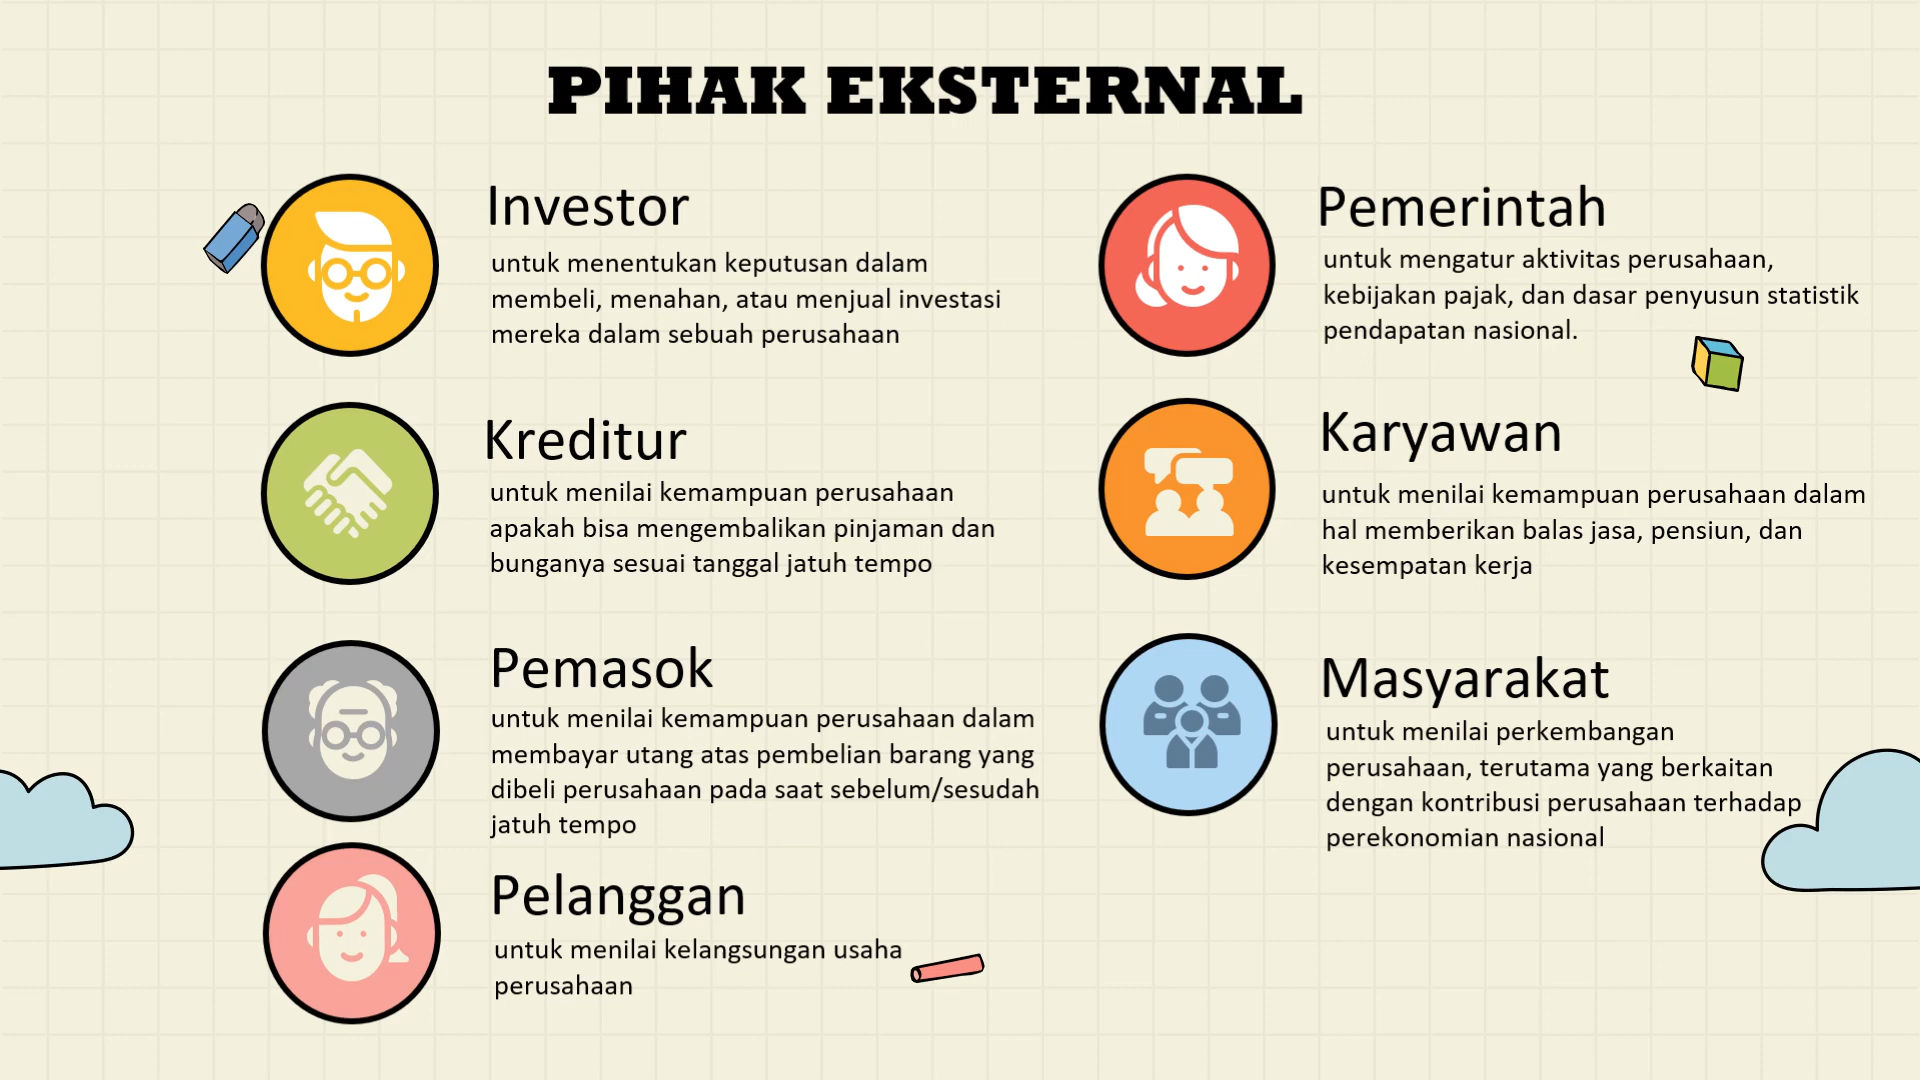 PIHAK EKSTERNAL
Investor
untuk menentukan keputusan dalam
membeli, menahan, atau menjual investasi
mereka dalam sebuah perusahaan
Kreditur
untuk menilai kemampuan perusahaan
apakah bisa mengembalikan pinjaman dan
bunganya sesuai tanggal jatuh tempo
Pemasok
untuk menilai kemampuan perusahaan dalam
membayar utang atas pembelian barang yang
dibeli perusahaan pada saat sebelum/sesudah
jatuh tempo
Pelanggan
untuk menilai kelangsungan usaha
perusahaan
Pemerintah
untuk mengatur aktivitas perusahaan,
kebijakan pajak, dan dasar penyusun statistik
pendapatan nasional.
Karyawan
untuk menilai kemampuan perusahaan dalam
hal memberikan balas jasa, pensiun, dan
kesempatan kerja
Masyarakat
untuk menilai perkembangan
perusahaan, terutama yang berkaitan
dengan kontribusi perusahaan terhadap
perekonomian nasional